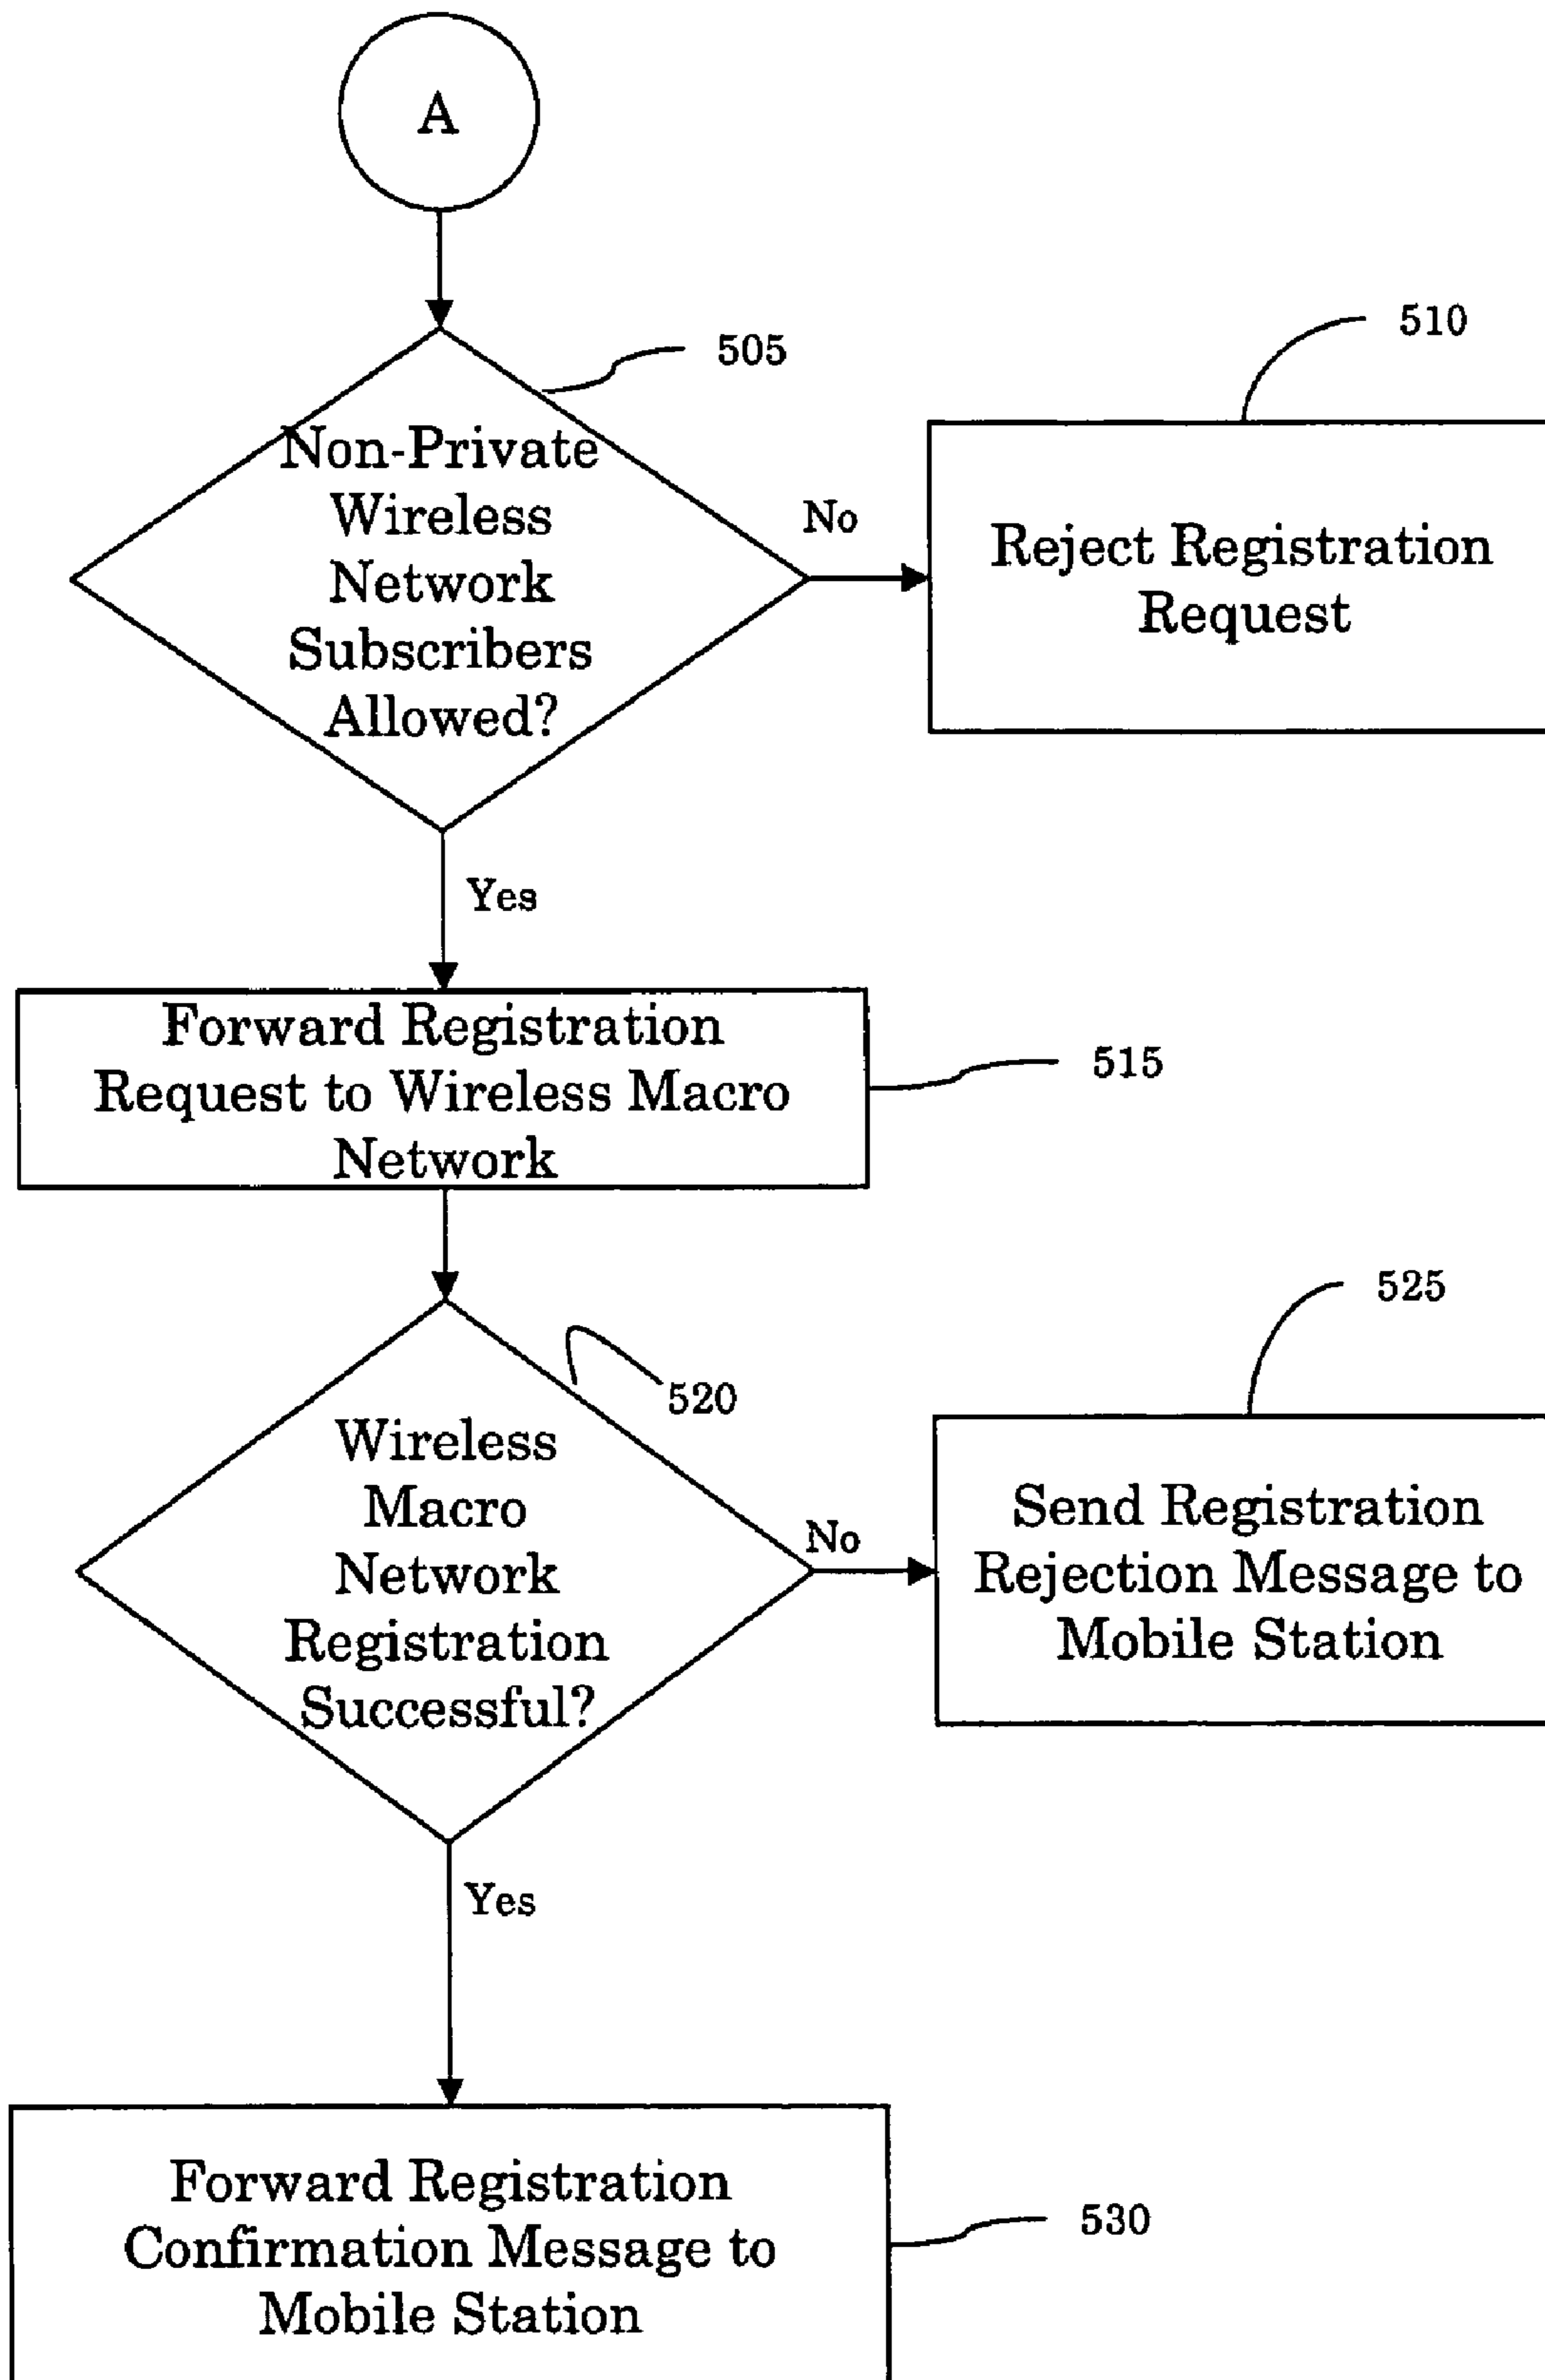 A
505
Non-Private
Wireless
Network
Subscribers
Allowed?
No
510
Reject Registration
Request
Yes
Forward Registration
Request to Wireless Macro
Network
515
520
Wireless
Macro
Network
Registration
Successful?
No
525
Send Registration
Rejection Message to
Mobile Station
Yes
Forward Registration
Confirmation Message to
Mobile Station
530